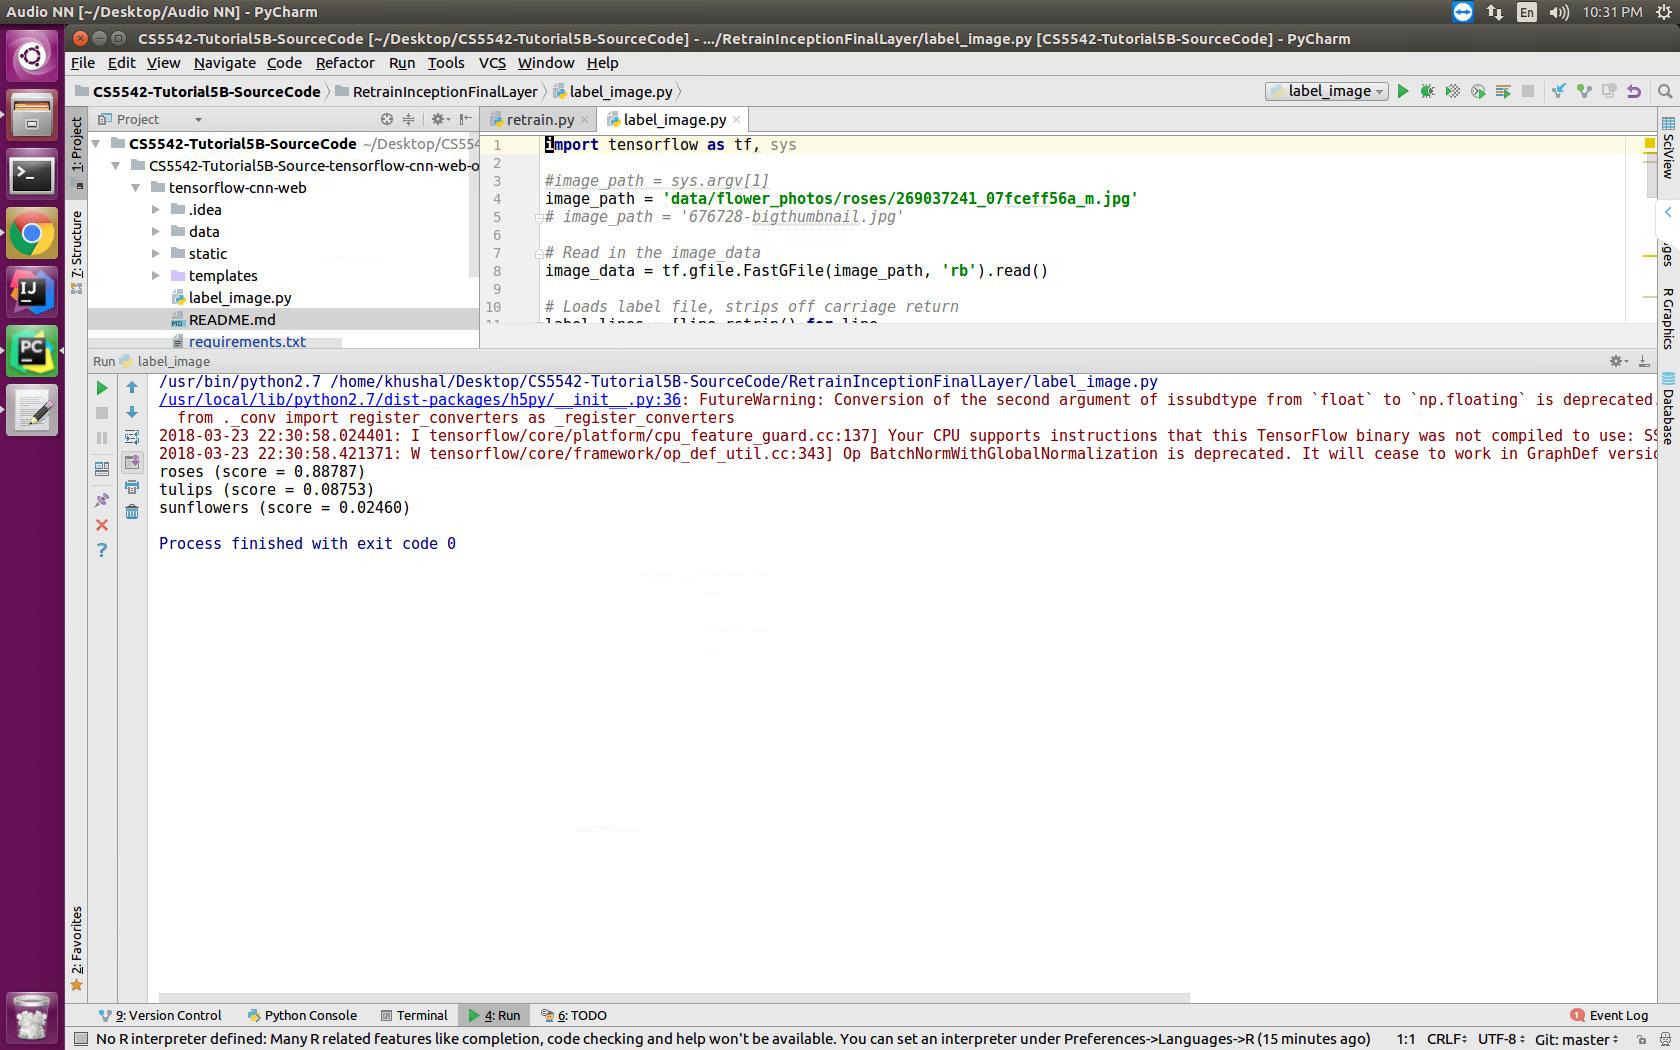 Audio NN [~/Desktop/Audio NN] - PyCharm
En
10:31 PM
CS5542-Tutorial5B-SourceCode [~/Desktop/CS5542-Tutorial5B-SourceCode] - .../RetrainInceptionFinalLayer/label_image.py [CS5542-Tutorial5B-SourceCode] - PyCharm
File Edit View Navigate Code Refactor Run Tools VCS Window Help
CS5542-Tutorial5B-SourceCode RetrainInceptionFinalLayer label_image.py
label_image
Project
retrain.py
label_image.py
1: Project
7: Structure
2: Favorites
CS5542-Tutorial5B-SourceCode ~/Desktop/CS554
CS5542-Tutorial5B-Source-tensorflow-cnn-web-o
tensorflow-cnn-web
.idea
data
static
templates
label_image.py
README.md
requirements.txt
1 import tensorflow as tf, sys
2
3 #image_path = sys.argv[1]
4 image_path = 'data/flower_photos/roses/269037241_07fceff56a_m.jpg'
5 # image_path = '676728-bigthumbnail.jpg'
6
7 # Read in the image_data
8 image_data = tf.gfile.FastGFile(image_path, 'rb').read()
9
10 # Loads label file, strips off carriage return
11 label_lines = [line.rstrip() for line
SciView
ges
R Graphics
Database
Run label_image
/usr/bin/python2.7 /home/khushal/Desktop/CS5542-Tutorial5B-SourceCode/RetrainInceptionFinalLayer/label_image.py
/usr/local/lib/python2.7/dist-packages/h5py/__init__.py:36: FutureWarning: Conversion of the second argument of issubdtype from `float` to `np.floating` is deprecated.
from ._conv import register_converters as _register_converters
2018-03-23 22:30:58.024401: I tensorflow/core/platform/cpu_feature_guard.cc:137] Your CPU supports instructions that this TensorFlow binary was not compiled to use: SS
2018-03-23 22:30:58.421371: W tensorflow/core/framework/op_def_util.cc:343] Op BatchNormWithGlobalNormalization is deprecated. It will cease to work in GraphDef versio
roses (score = 0.88787)
tulips (score = 0.08753)
sunflowers (score = 0.02460)
Process finished with exit code 0
9: Version Control Python Console Terminal 4: Run 6: TODO
1 Event Log
No R interpreter defined: Many R related features like completion, code checking and help won't be available. You can set an interpreter under Preferences->Languages->R (15 minutes ago)
1:1 CRLF UTF-8 Git: master